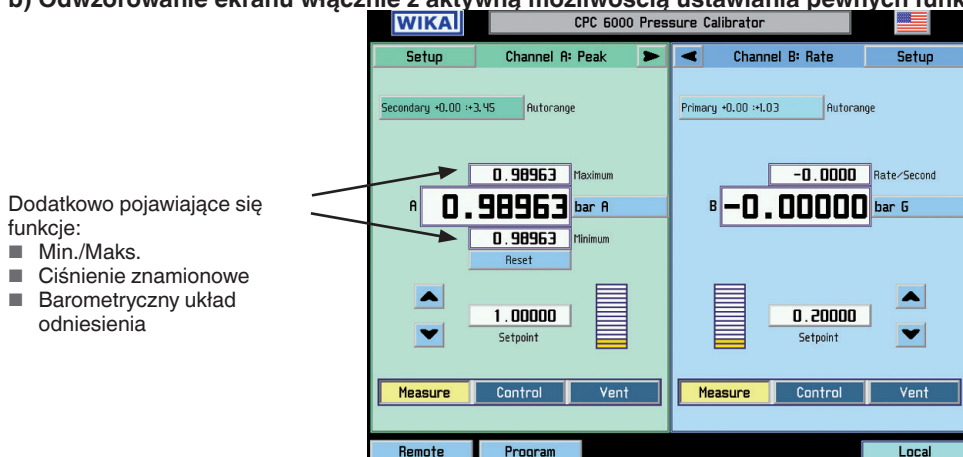 b) Odwzorowanie ekranu włącznie z aktywną możliwością ustawiania pewnych funk
WIKAI CPC 6000 Pressure Calibrator
Setup Channel A: Peak Channel B: Rate Setup
Secondary +0.00 :+3.45 Autorange Primary +0.00 :+1.03 Autorange
0.98963 Maximum -0.0000 Rate/Second
A 0.98963 bar A B -0.00000 bar G
0.98963 Minimum
Reset
Dodatkowo pojawiające się
funkcje:
■ Min./Maks.
■ Ciśnienie znamionowe
■ Barometryczny układ
odniesienia
1.00000 0.20000
Setpoint Setpoint
Measure Control Vent Measure Control Vent
Remote Program Local